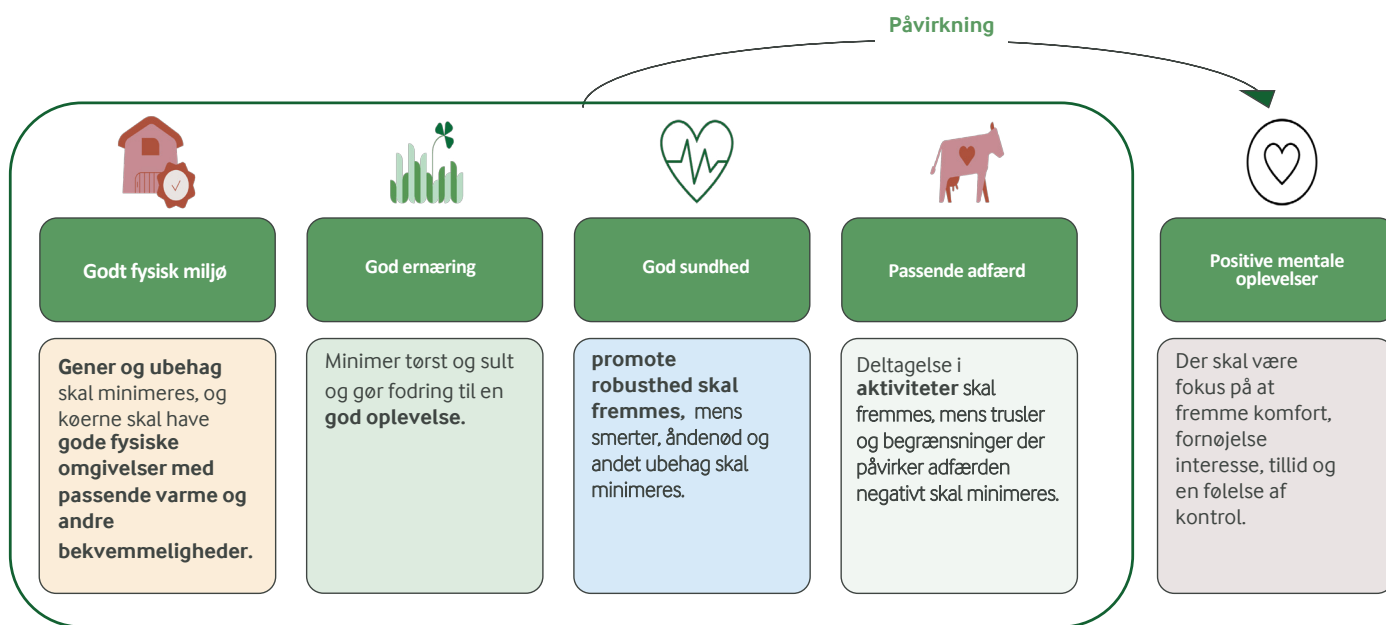 Påvirkning
Godt fysisk miljø
Gener og ubehag
skal minimeres, og
køerne skal have
gode fysiske
omgivelser med
passende varme og
andre
bekvemmeligheder.
God ernæring
Minimer tørst og sult
og gør fodring til en
god oplevelse.
God sundhed
promote
robusthed skal
fremmes, mens
smerter, åndenød og
andet ubehag skal
minimeres.
Passende adfærd
Deltagelse i
aktiviteter skal
fremmes, mens trusler
og begrænsninger der
påvirker adfærden
negativt skal minimeres.
Positive mentale
oplevelser
Der skal være
fokus på at
fremme komfort,
fornøjelse
interesse, tillid og
en følelse af
kontrol.